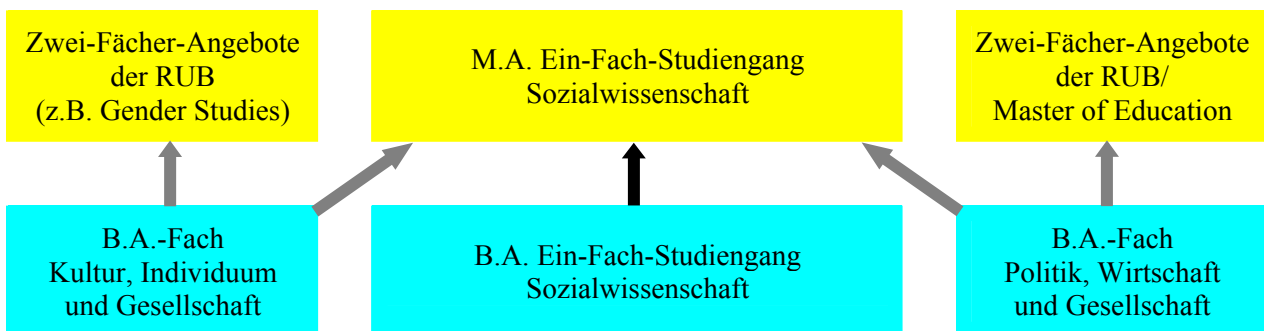 Zwei-Fächer-Angebote
der RUB
(z.B. Gender Studies)
M.A. Ein-Fach-Studiengang
Sozialwissenschaft
Zwei-Fächer-Angebote
der RUB/
Master of Education
B.A.-Fach
Kultur, Individuum
und Gesellschaft
B.A. Ein-Fach-Studiengang
Sozialwissenschaft
B.A.-Fach
Politik, Wirtschaft
und Gesellschaft